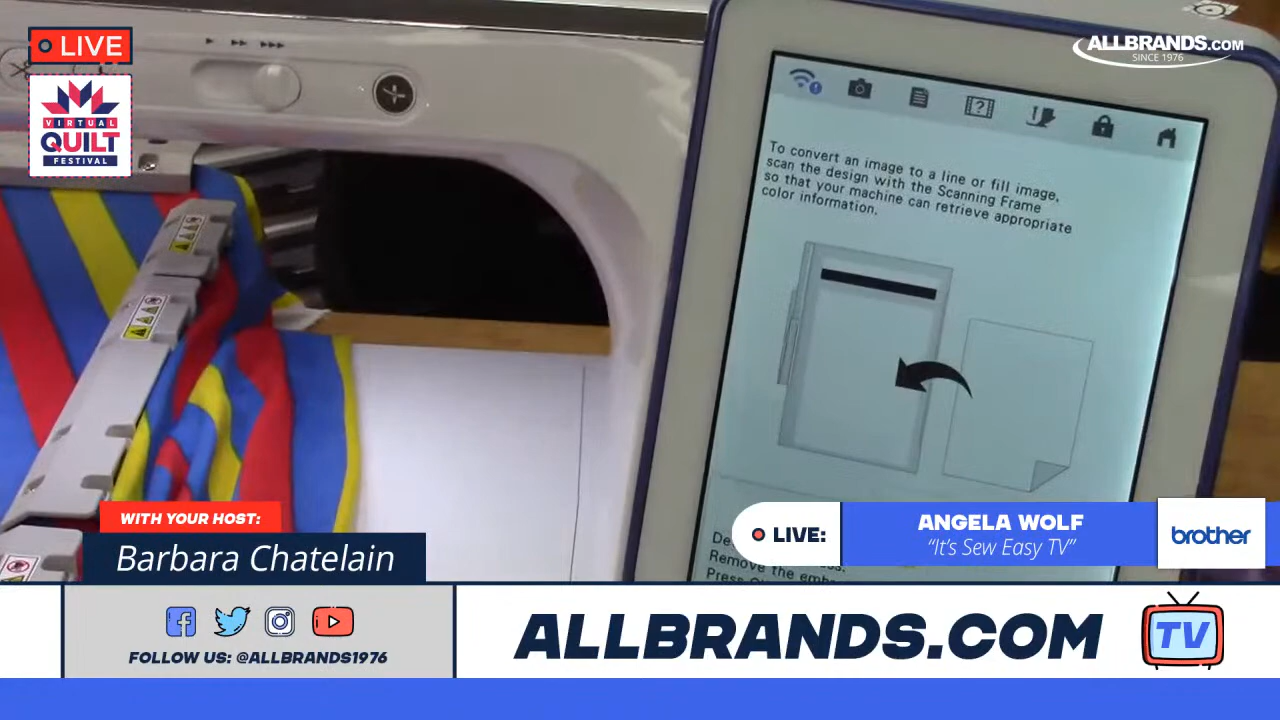 LIVE
VIRTUAL
QUILT
FESTIVAL
ALLBRANDS.COM
SINCE 1976
To convert an image to a line or fill image,
scan the design with the Scanning Frame
so that your machine can retrieve appropriate
color information.
Remove the
WITH YOUR HOST:
Barbara Chatelain
LIVE:
ANGELA WOLF
“It’s Sew Easy TV”
brother
FOLLOW US: @ALLBRANDS1976
ALLBRANDS.COM
TV